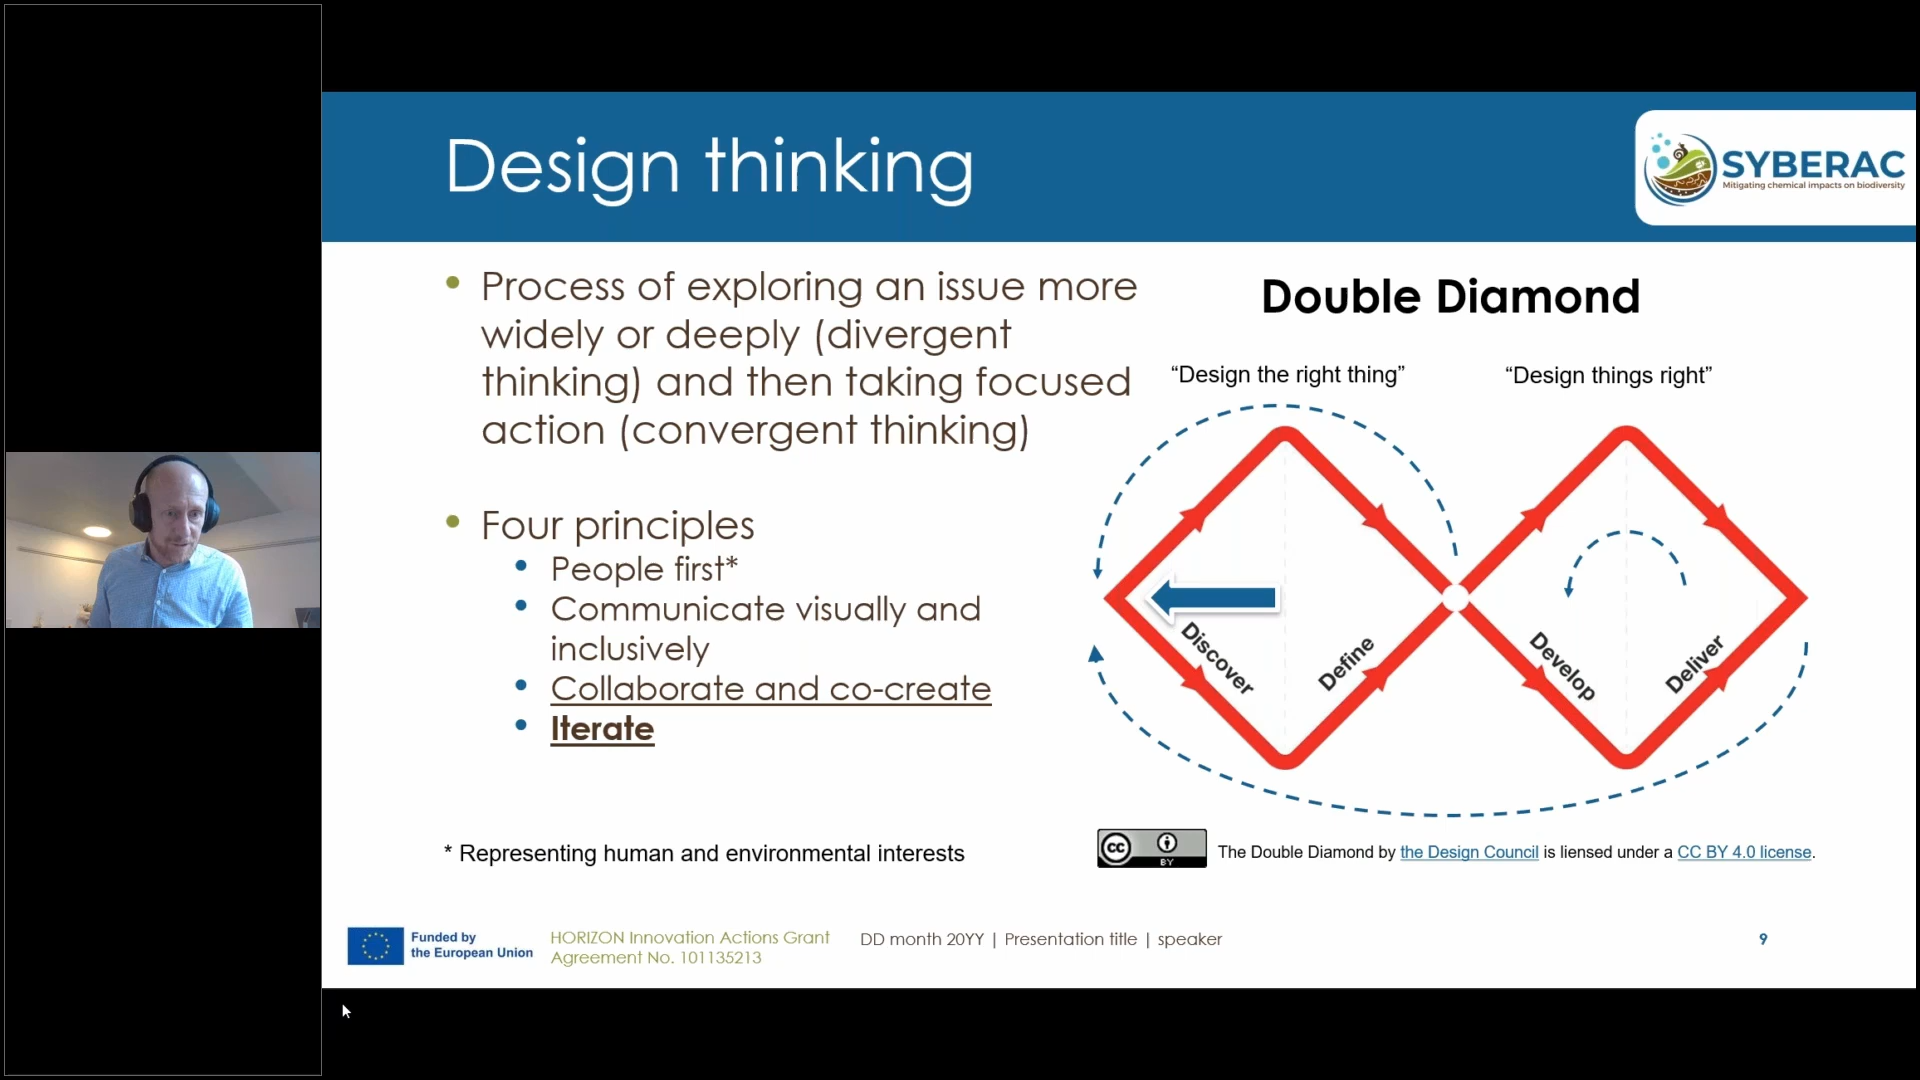 Design thinking
SYBERAC
Mitigating chemical impacts on biodiversity
Process of exploring an issue more
widely or deeply (divergent
thinking) and then taking focused
action (convergent thinking)
Four principles
People first*
Communicate visually and
inclusively
Collaborate and co-create
Iterate
* Representing human and environmental interests
Double Diamond
“Design the right thing”
“Design things right”
Discover
Define
Develop
Deliver
cc
BY
The Double Diamond by the Design Council is liensed under a CC BY 4.0 license.
Funded by
the European Union
HORIZON Innovation Actions Grant
Agreement No. 101135213
DD month 20YY | Presentation title | speaker
9